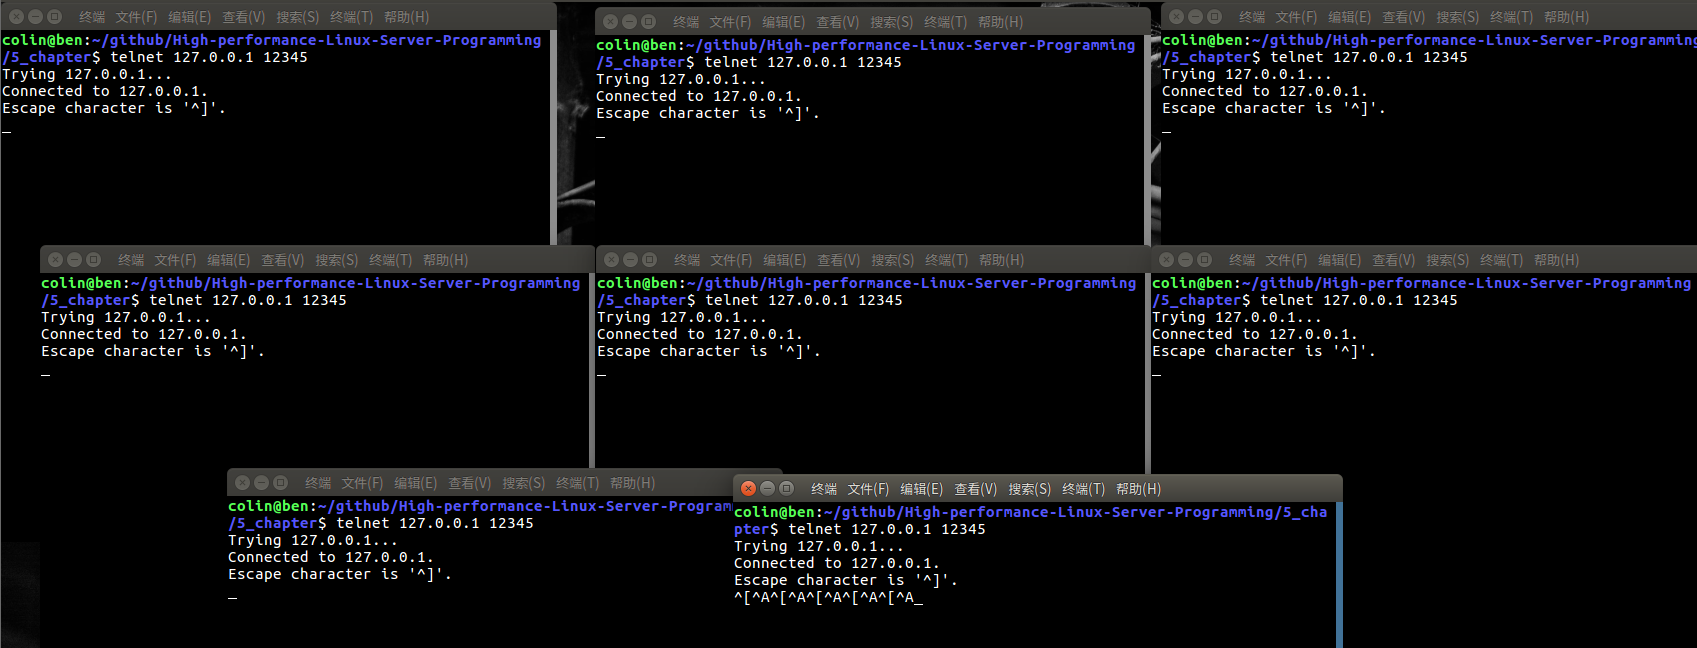 终端 文件(F) 编辑(E) 查看(V) 搜索(S) 终端(T) 帮助(H)
colin@ben:~/github/High-performance-Linux-Server-Programming
/5_chapter$ telnet 127.0.0.1 12345
Trying 127.0.0.1...
Connected to 127.0.0.1.
Escape character is '^]'.
_
终端 文件(F) 编辑(E) 查看(V) 搜索(S) 终端(T) 帮助(H)
colin@ben:~/github/High-performance-Linux-Server-Programming
/5_chapter$ telnet 127.0.0.1 12345
Trying 127.0.0.1...
Connected to 127.0.0.1.
Escape character is '^]'.
_
终端 文件(F) 编辑(E) 查看(V) 搜索(S) 终端(T) 帮助(H)
colin@ben:~/github/High-performance-Linux-Server-Programming
/5_chapter$ telnet 127.0.0.1 12345
Trying 127.0.0.1...
Connected to 127.0.0.1.
Escape character is '^]'.
_
终端 文件(F) 编辑(E) 查看(V) 搜索(S) 终端(T) 帮助(H)
colin@ben:~/github/High-performance-Linux-Server-Programming
/5_chapter$ telnet 127.0.0.1 12345
Trying 127.0.0.1...
Connected to 127.0.0.1.
Escape character is '^]'.
_
终端 文件(F) 编辑(E) 查看(V) 搜索(S) 终端(T) 帮助(H)
colin@ben:~/github/High-performance-Linux-Server-Programming
/5_chapter$ telnet 127.0.0.1 12345
Trying 127.0.0.1...
Connected to 127.0.0.1.
Escape character is '^]'.
_
终端 文件(F) 编辑(E) 查看(V) 搜索(S) 终端(T) 帮助(H)
colin@ben:~/github/High-performance-Linux-Server-Programming
/5_chapter$ telnet 127.0.0.1 12345
Trying 127.0.0.1...
Connected to 127.0.0.1.
Escape character is '^]'.
_
终端 文件(F) 编辑(E) 查看(V) 搜索(S) 终端(T) 帮助(H)
colin@ben:~/github/High-performance-Linux-Server-Program
/5_chapter$ telnet 127.0.0.1 12345
Trying 127.0.0.1...
Connected to 127.0.0.1.
Escape character is '^]'.
_
终端 文件(F) 编辑(E) 查看(V) 搜索(S) 终端(T) 帮助(H)
colin@ben:~/github/High-performance-Linux-Server-Programming/5_cha
pter$ telnet 127.0.0.1 12345
Trying 127.0.0.1...
Connected to 127.0.0.1.
Escape character is '^]'.
^[^A^[^A^[^A^[^A^[^A_